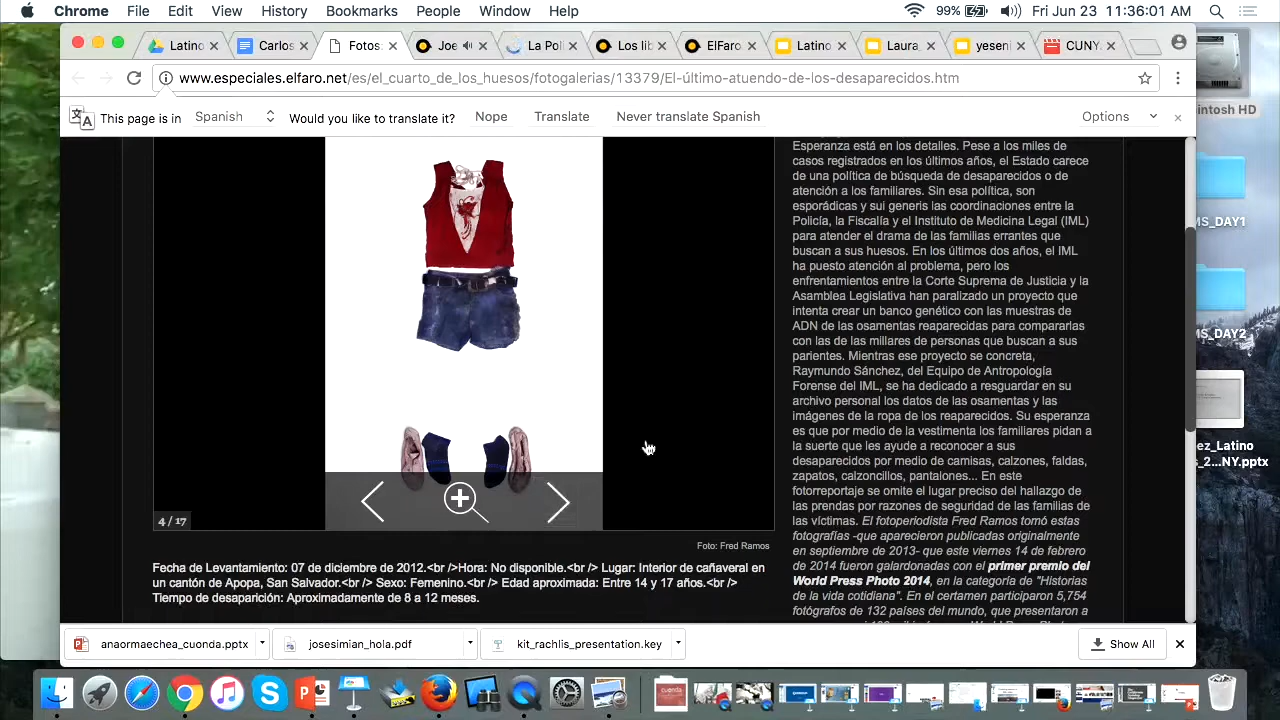 Chrome File Edit View History Bookmarks People Window Help 99% Fri Jun 23 11:36:01 AM
Latino Carlos Fotos Joe La Pol Los lib ElFaro Latino Laura yeseni CUNY
www.especiales.elfaro.net/es/el_cuarto_de_los_huesos/fotogalerias/13379/El-último-atuendo-de-los-desaparecidos.htm
intosh HD
This page is in Spanish Would you like to translate it? Nope Translate Never translate Spanish Options
Esperanza está en los detalles. Pese a los miles de
casos registrados en los últimos años, el Estado carece
de una política de búsqueda de desaparecidos o de
atención a los familiares. Sin esa política, son
esporádicas y sui generis las coordinaciones entre la
Policía, la Fiscalía y el Instituto de Medicina Legal (IML)
para atender el drama de las familias errantes que
buscan a sus huesos. En los últimos dos años, el IML
ha puesto atención al problema, pero los
enfrentamientos entre la Corte Suprema de Justicia y la
Asamblea Legislativa han paralizado un proyecto que
intenta crear un banco genético con las muestras de
ADN de las osamentas reaparecidas para compararlas
con las de las millares de personas que buscan a sus
parientes. Mientras ese proyecto se concreta,
Raymundo Sánchez, del Equipo de Antropología
Forense del IML, se ha dedicado a resguardar en su
archivo personal los datos de las osamentas y las
imágenes de la ropa de los reaparecidos. Su esperanza
es que por medio de la vestimenta los familiares pidan a
la suerte que les ayude a reconocer a sus
desaparecidos por medio de camisas, calzones, faldas,
zapatos, calzoncillos, pantalones... En este
fotorreportaje se omite el lugar preciso del hallazgo de
las prendas por razones de seguridad de las familias de
las víctimas. El fotoperiodista Fred Ramos tomó estas
fotografías -que aparecieron publicadas originalmente
en septiembre de 2013- que este viernes 14 de febrero
de 2014 fueron galardonadas con el primer premio del
World Press Photo 2014, en la categoría de "Historias
de la vida cotidiana". En el certamen participaron 5,754
fotógrafos de 132 países del mundo, que presentaron a
4 / 17
Foto: Fred Ramos
Fecha de Levantamiento: 07 de diciembre de 2012.<br />Hora: No disponible.<br /> Lugar: Interior de cañaveral en
un cantón de Apopa, San Salvador.<br /> Sexo: Femenino.<br /> Edad aproximada: Entre 14 y 17 años.<br />
Tiempo de desaparición: Aproximadamente de 8 a 12 meses.
MS_DAY1
MS_DAY2
ez_Latino
s_2...NY.pptx
anaormaechea_cuonda.pptx josesimian_hola.pdf kit_rachlis_presentation.key Show All